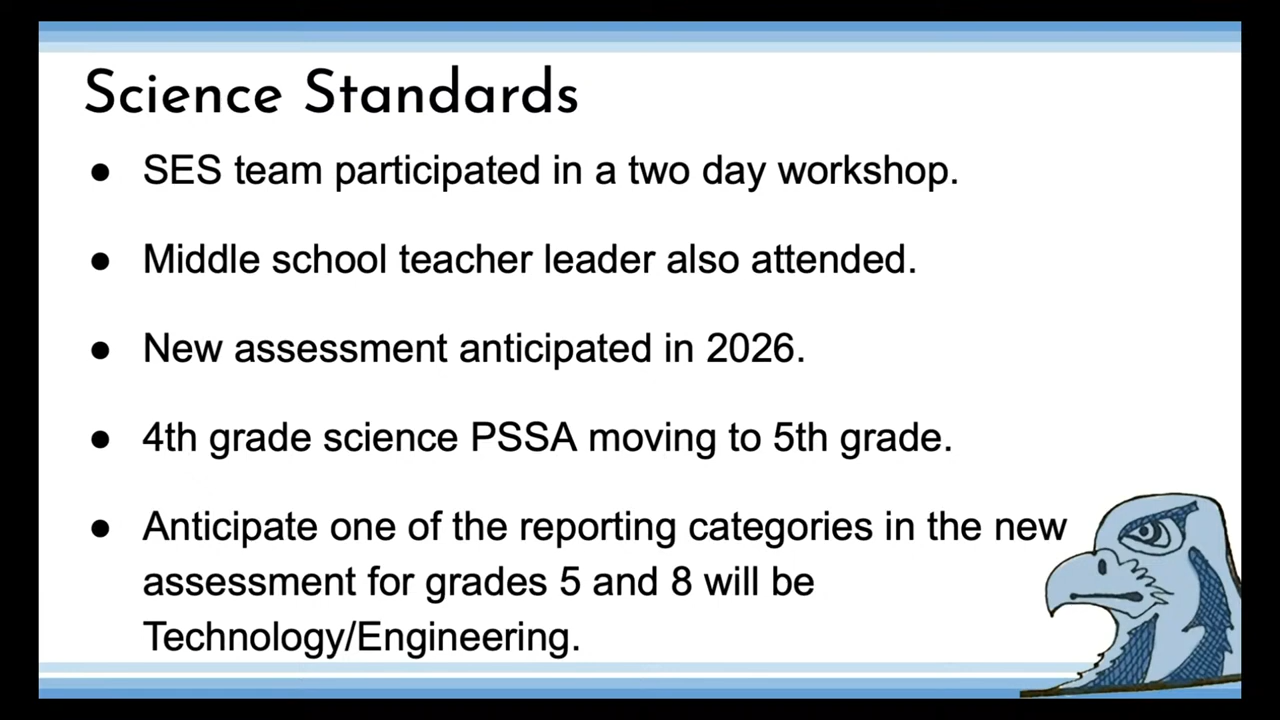 Science Standards
● SES team participated in a two day workshop.
● Middle school teacher leader also attended.
● New assessment anticipated in 2026.
● 4th grade science PSSA moving to 5th grade.
● Anticipate one of the reporting categories in the new
assessment for grades 5 and 8 will be
Technology/Engineering.